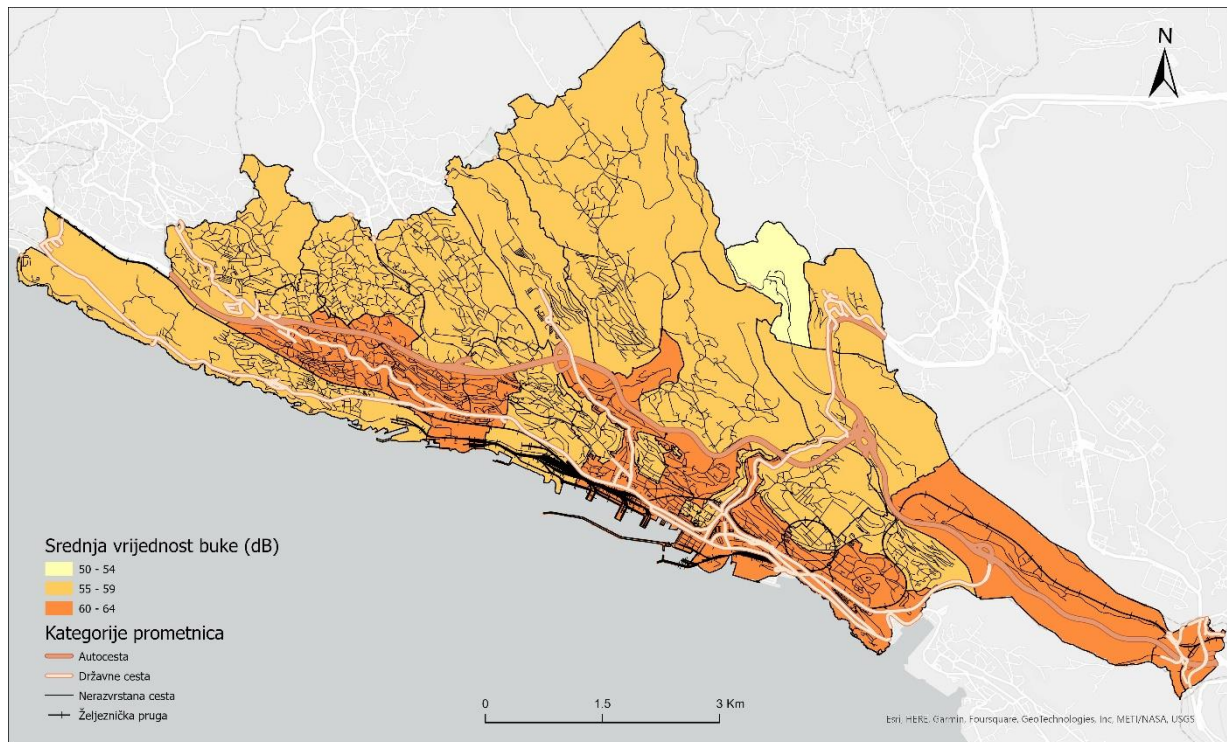 N
Srednja vrijednost buke (dB)
50 - 54
55 - 59
60 - 64
Kategorije prometnica
Autocesta
Državne cesta
Nerazvrstana cesta
Željeznička pruga
0 1.5 3 Km
Esri, HERE, Garmin, Foursquare, GeoTechnologies, Inc, METI/NASA, USGS